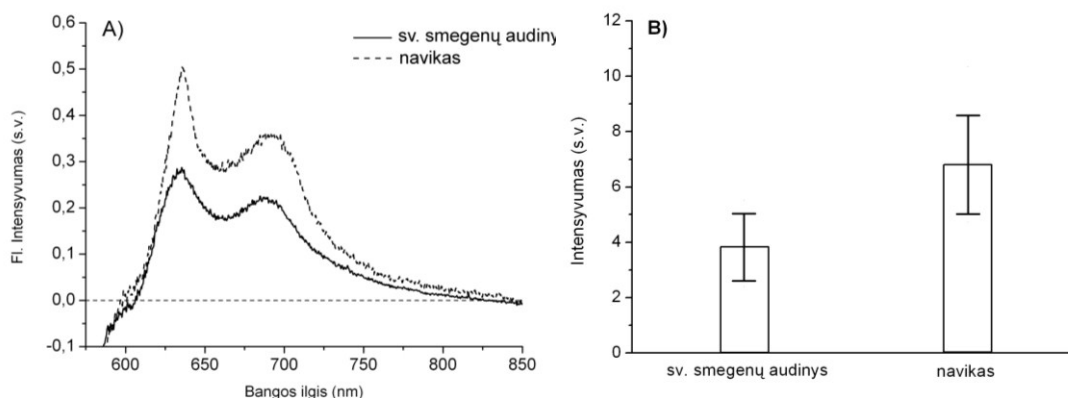 A)
sv. smegenų audiny
navikas
0,6
0,5
0,4
0,3
0,2
0,1
0,0
-0,1
Fl. Intensyvumas (s.v.)
600 650 700 750 800 850
Bangos ilgis (nm)
B)
12
10
8
6
4
2
0
Intensyvumas (s.v.)
sv. smegenų audinys navikas